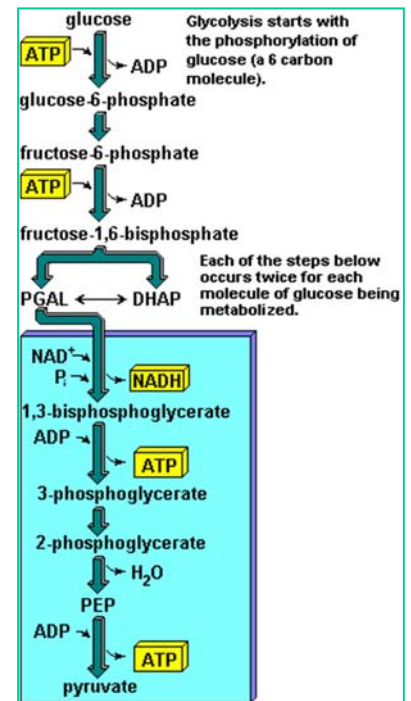 glucose
Glycolysis starts with
the phosphorylation of
glucose (a 6 carbon
molecule).
ATP
ADP
glucose-6-phosphate
fructose-6-phosphate
ATP
ADP
fructose-1,6-bisphosphate
Each of the steps below
occurs twice for each
molecule of glucose being
metabolized.
PGAL
DHAP
NAD+
Pi
NADH
1,3-bisphosphoglycerate
ADP
ATP
3-phosphoglycerate
2-phosphoglycerate
H2O
PEP
ADP
ATP
pyruvate